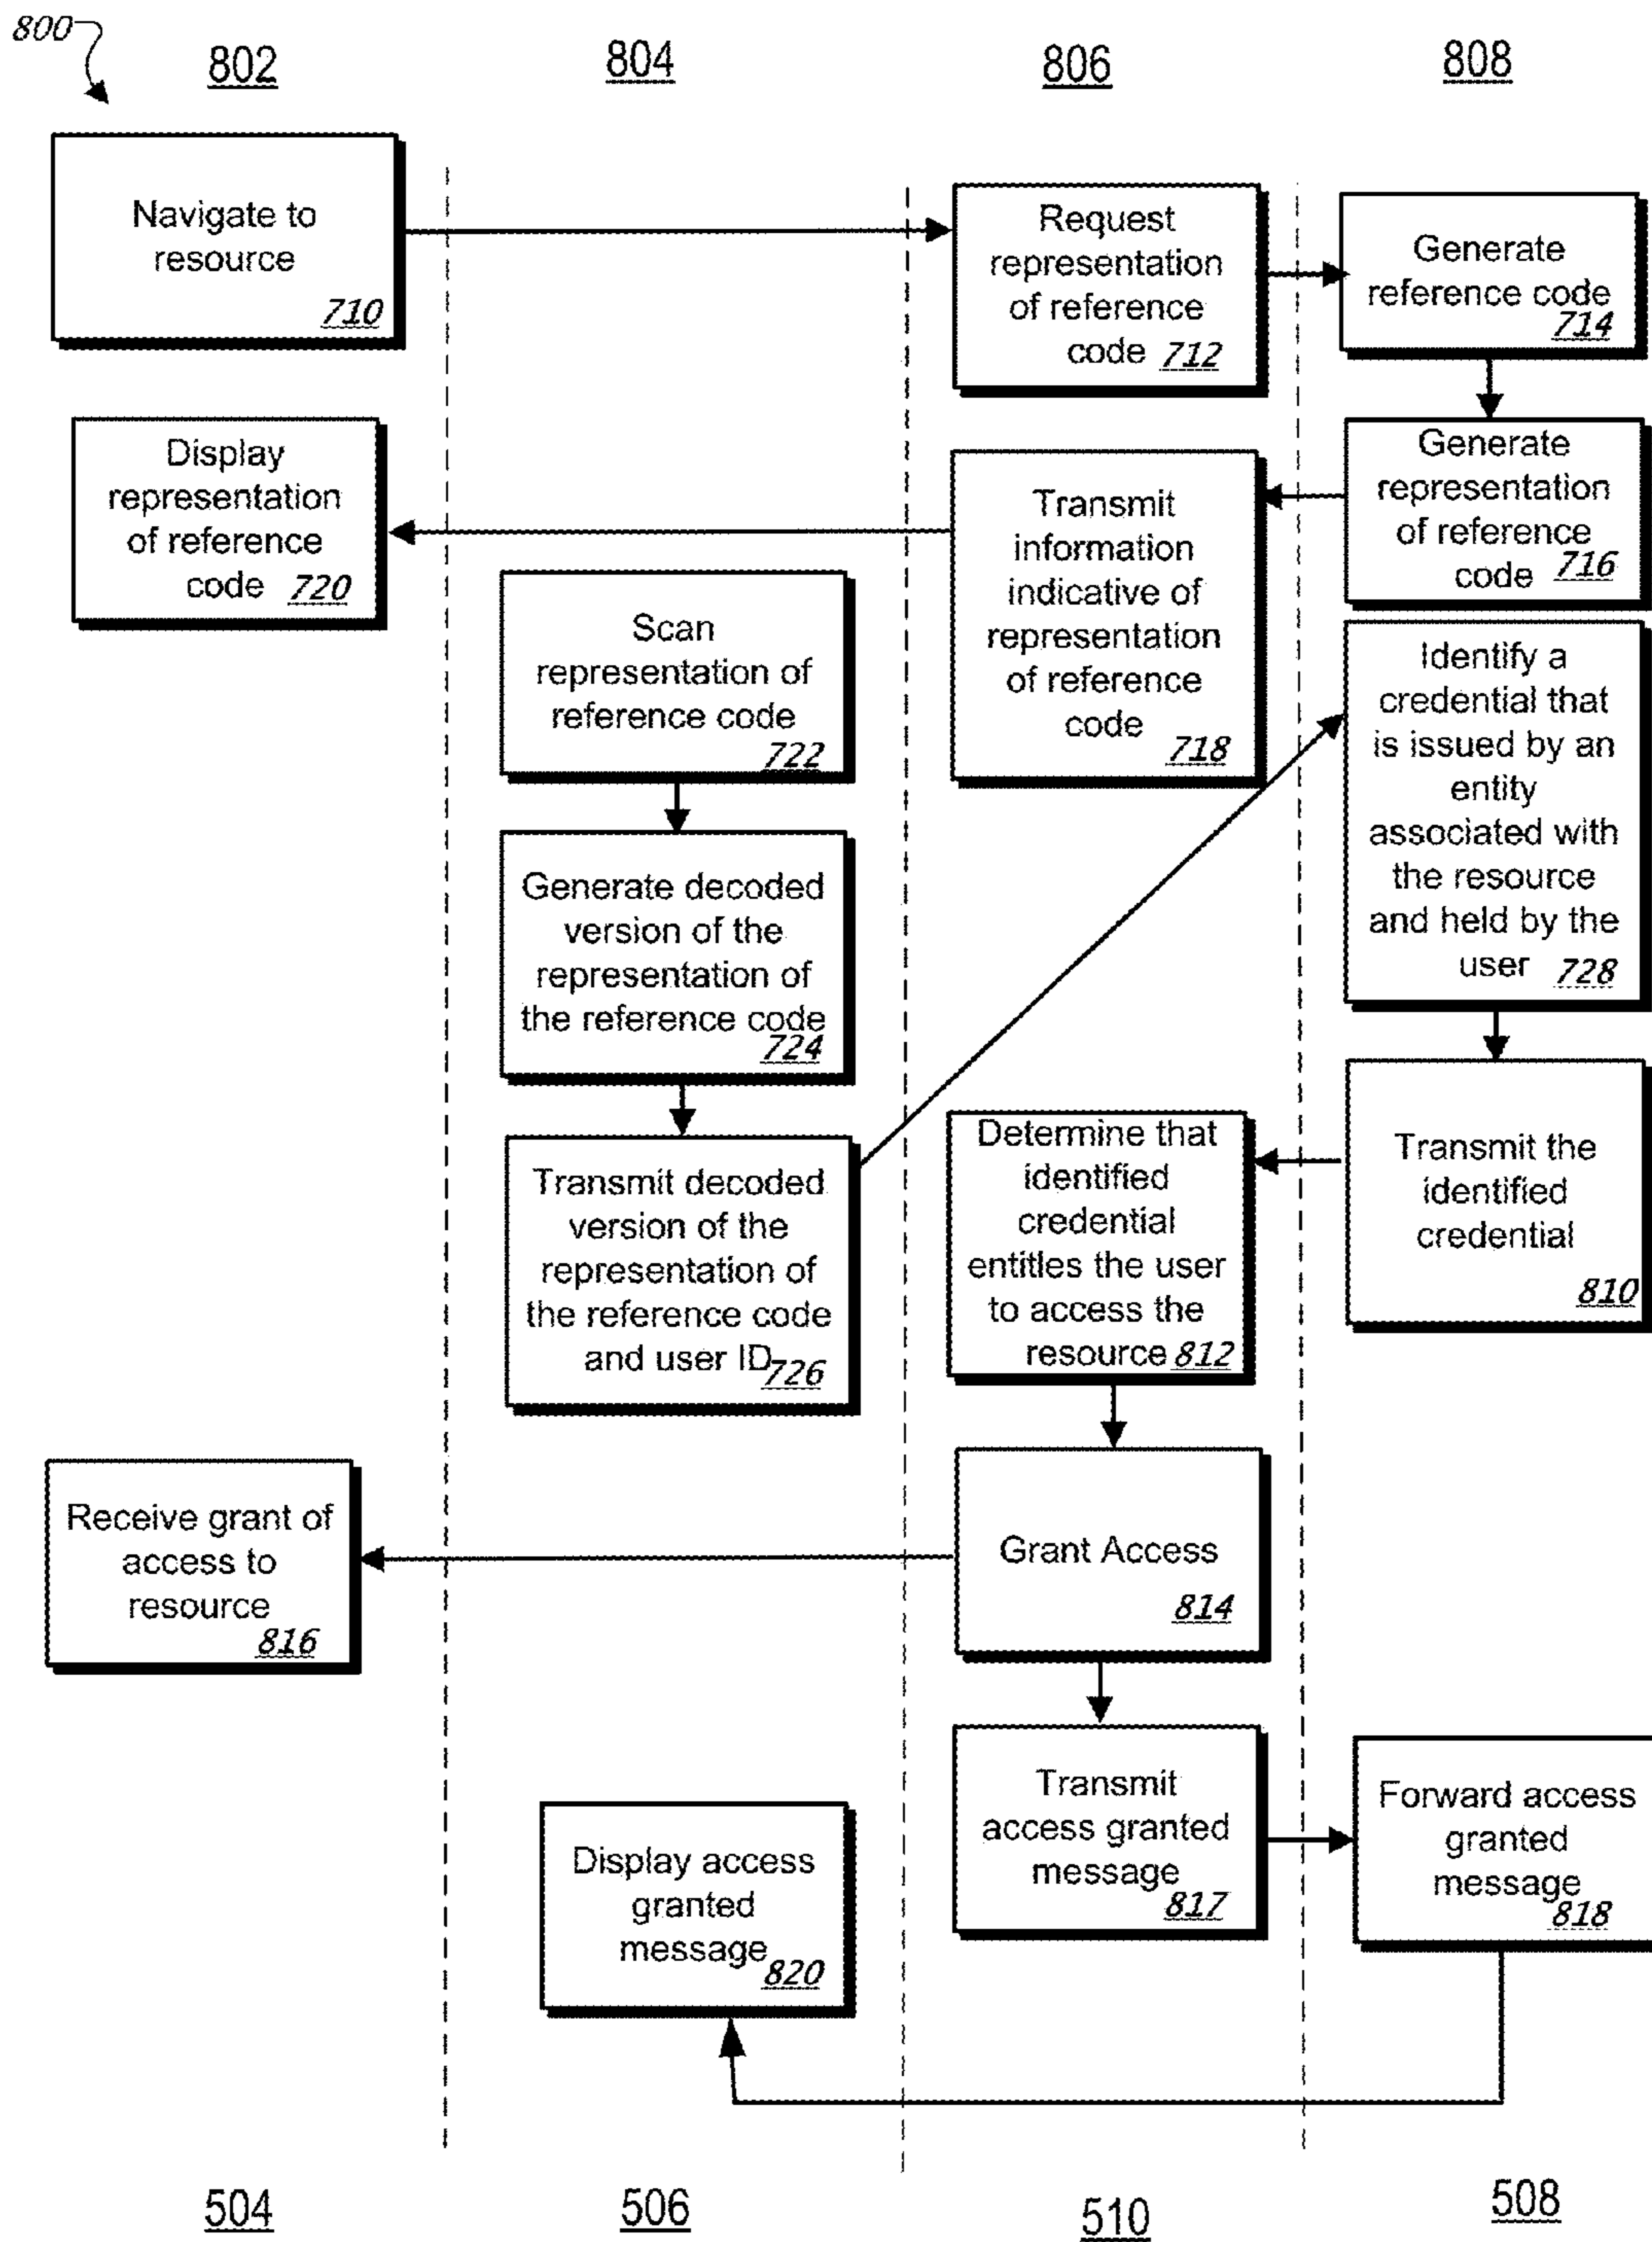 800
802
804
806
808
Navigate to
resource
710
Request
representation
of reference
code 712
Generate
reference code
714
Display
representation
of reference
code 720
Transmit
information
indicative of
representation
of reference
code
718
Generate
representation
of reference
code 716
Scan
representation of
reference code
722
Identify a
credential that
is issued by an
entity
associated with
the resource
and held by the
user 728
Generate decoded
version of the
representation of
the reference code
724
Transmit decoded
version of the
representation of
the reference code
and user ID
726
Determine that
identified
credential
entitles the user
to access the
resource 812
Transmit the
identified
credential
810
Receive grant of
access to
resource
816
Grant Access
814
Display access
granted
message
820
Transmit
access granted
message
817
Forward access
granted
message
818
504
506
510
508